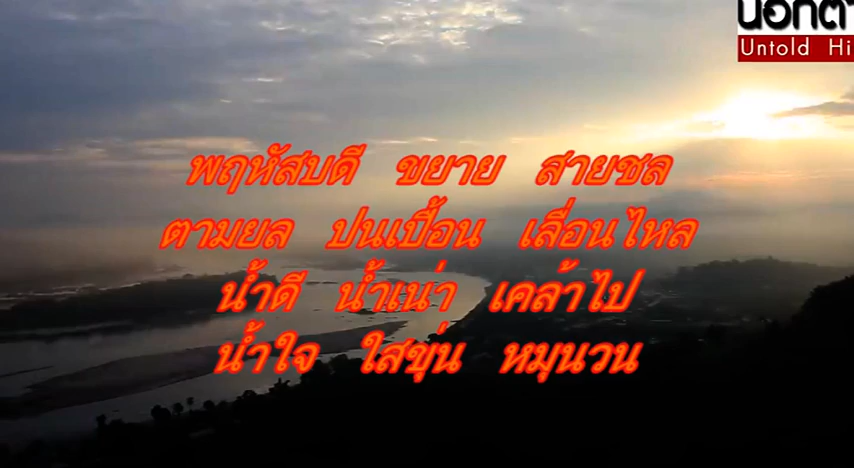 นอกตา
Untold Hi
พฤหัสบดี ขยาย สายชล
ตามยล ปนเปื้อน เลื่อนไหล
น้ำดี น้ำเน่า เคล้าไป
น้ำใจ ใสขุ่น หมุนวน